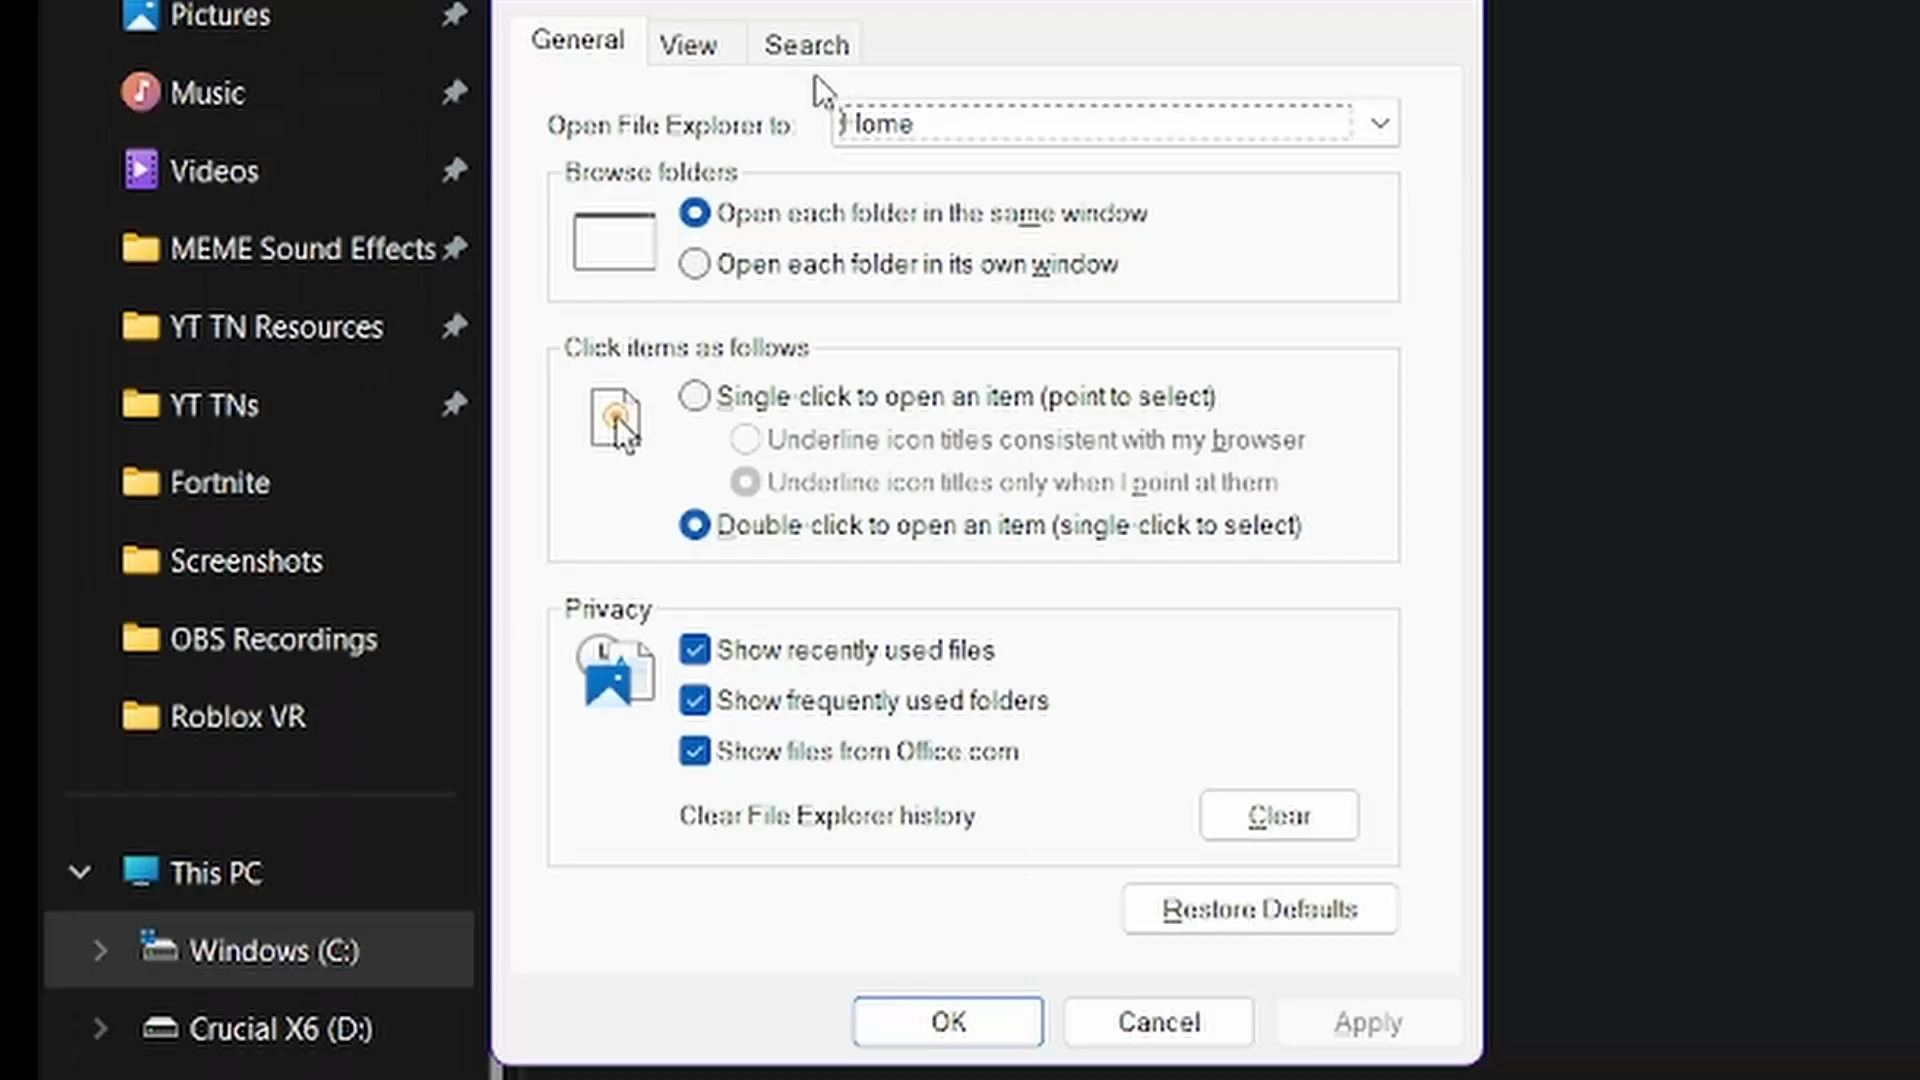 Pictures
Music
Videos
MEME Sound Effects
YT TN Resources
YT TNs
Fortnite
Screenshots
OBS Recordings
Roblox VR
This PC
Windows (C:)
Crucial X6 (D:)
General View Search
Open File Explorer to: Home
Browse folders
Open each folder in the same window
Open each folder in its own window
Click items as follows
Single-click to open an item (point to select)
Underline icon titles consistent with my browser
Underline icon titles only when I point at them
Double-click to open an item (single-click to select)
Privacy
Show recently used files
Show frequently used folders
Show files from Office.com
Clear File Explorer history Clear
Restore Defaults
OK Cancel Apply